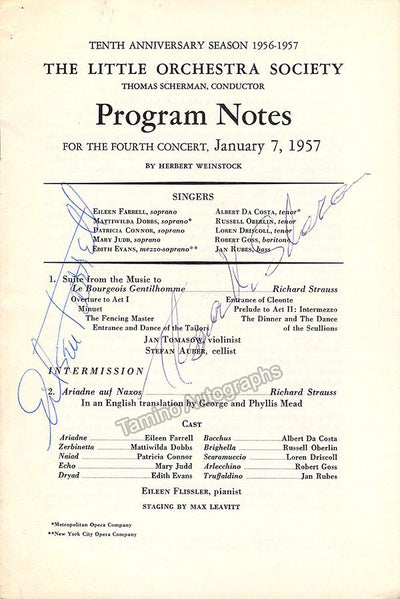 TENTH ANNIVERSARY SEASON 1956-1957
THE LITTLE ORCHESTRA SOCIETY
THOMAS SCHERMAN, CONDUCTOR
Program Notes
FOR THE FOURTH CONCERT, January 7, 1957
BY HERBERT WEINSTOCK
SINGERS
EILEEN FARRELL, soprano ALBERT DA COSTA, tenor*
MATTIWILDA DOBBS, soprano* RUSSELL OBERLIN, tenor
PATRICIA CONNOR, soprano LOREN DRISCOLL, tenor
MARY JUDD, soprano ROBERT GOSS, baritone
EDITH EVANS, mezzo-soprano** JAN RUBES, bass
1. Suite from the Music to
Le Bourgeois Gentilhomme Richard Strauss
Overture to Act I Entrance of Cleonte
Minuet Prelude to Act II: Intermezzo
The Fencing Master The Dinner and the Dance
Entrance and Dance of the Tailors of the Scullions
JAN TOMASOW, violinist
STEFAN AUBER, cellist
INTERMISSION
2. Ariadne auf Naxos Richard Strauss
In an English translation by George and Phyllis Mead
CAST
Ariadne Eileen Farrell Bacchus Albert Da Costa
Zerbinetta Mattiwilda Dobbs Brighella Russell Oberlin
Naiad Patricia Connor Scaramuccio Loren Driscoll
Echo Mary Judd Arlecchino Robert Goss
Dryad Edith Evans Truffaldino Jan Rubes
EILEEN FLISSLER, pianist
STAGING BY MAX LEAVITT
*Metropolitan Opera Company
**New York City Opera Company
Eileen Farrell
Thomas K. Scherman
Tamino Autographs